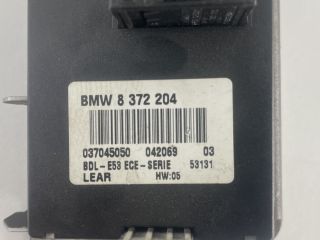 BMW 8 372 204
037045050 042069 03
BDL-E53 ECE-SERIE 53131
LEAR HW:05